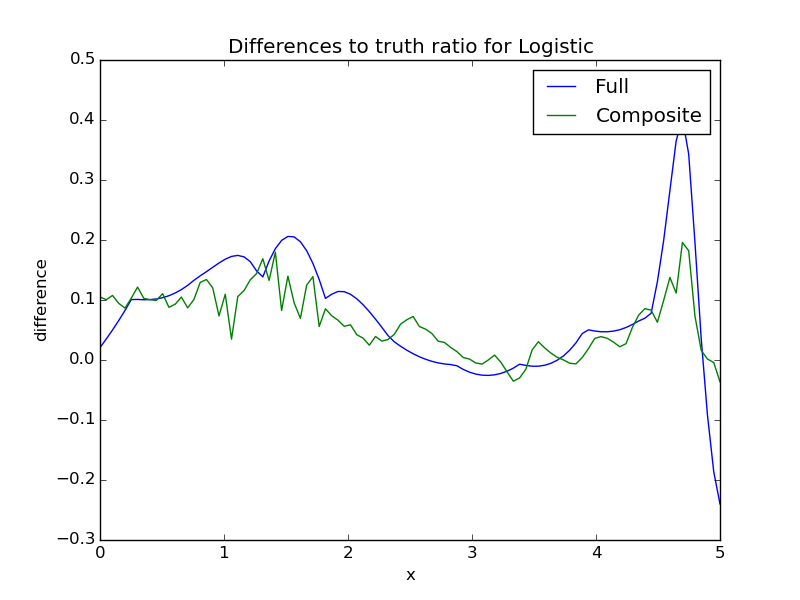 Differences to truth ratio for Logistic
Full
Composite
difference
0.5
0.4
0.3
0.2
0.1
0.0
−0.1
−0.2
−0.3
0 1 2 3 4 5
x